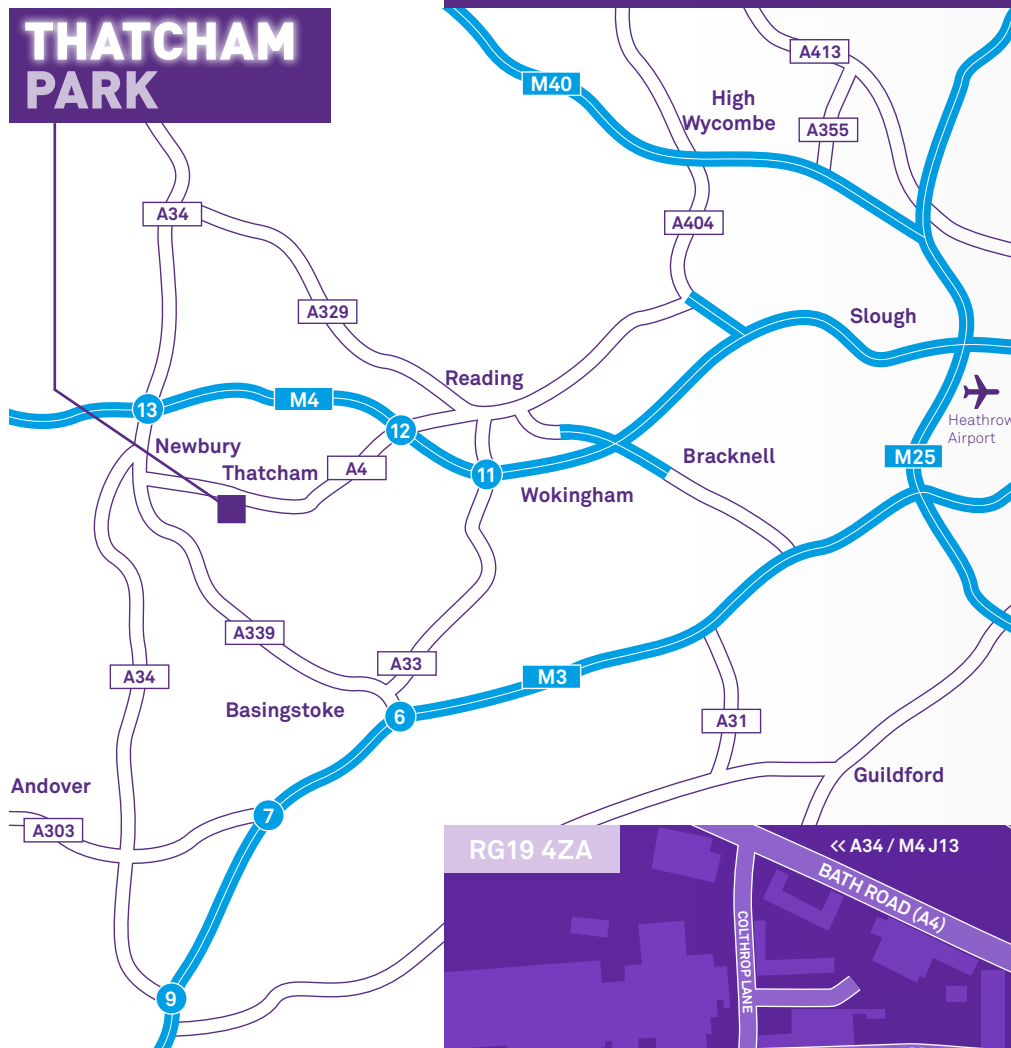 THATCHAM
PARK
A413
M40
High
Wycombe
A355
A34
A404
A329
Slough
Reading
M4
13
Heathrow
Airport
12
Newbury
Bracknell
M25
Thatcham
A4
11
Wokingham
A339
A33
A34
M3
Basingstoke
6
A31
Andover
Guildford
7
A303
RG19 4ZA
<< A34 / M4 J13
BATH ROAD (A4)
COLTHROP LANE
9